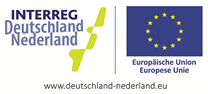 INTERREG
Deutschland
Nederland
Europäische Union
Europese Unie
www.deutschland-nederland.eu